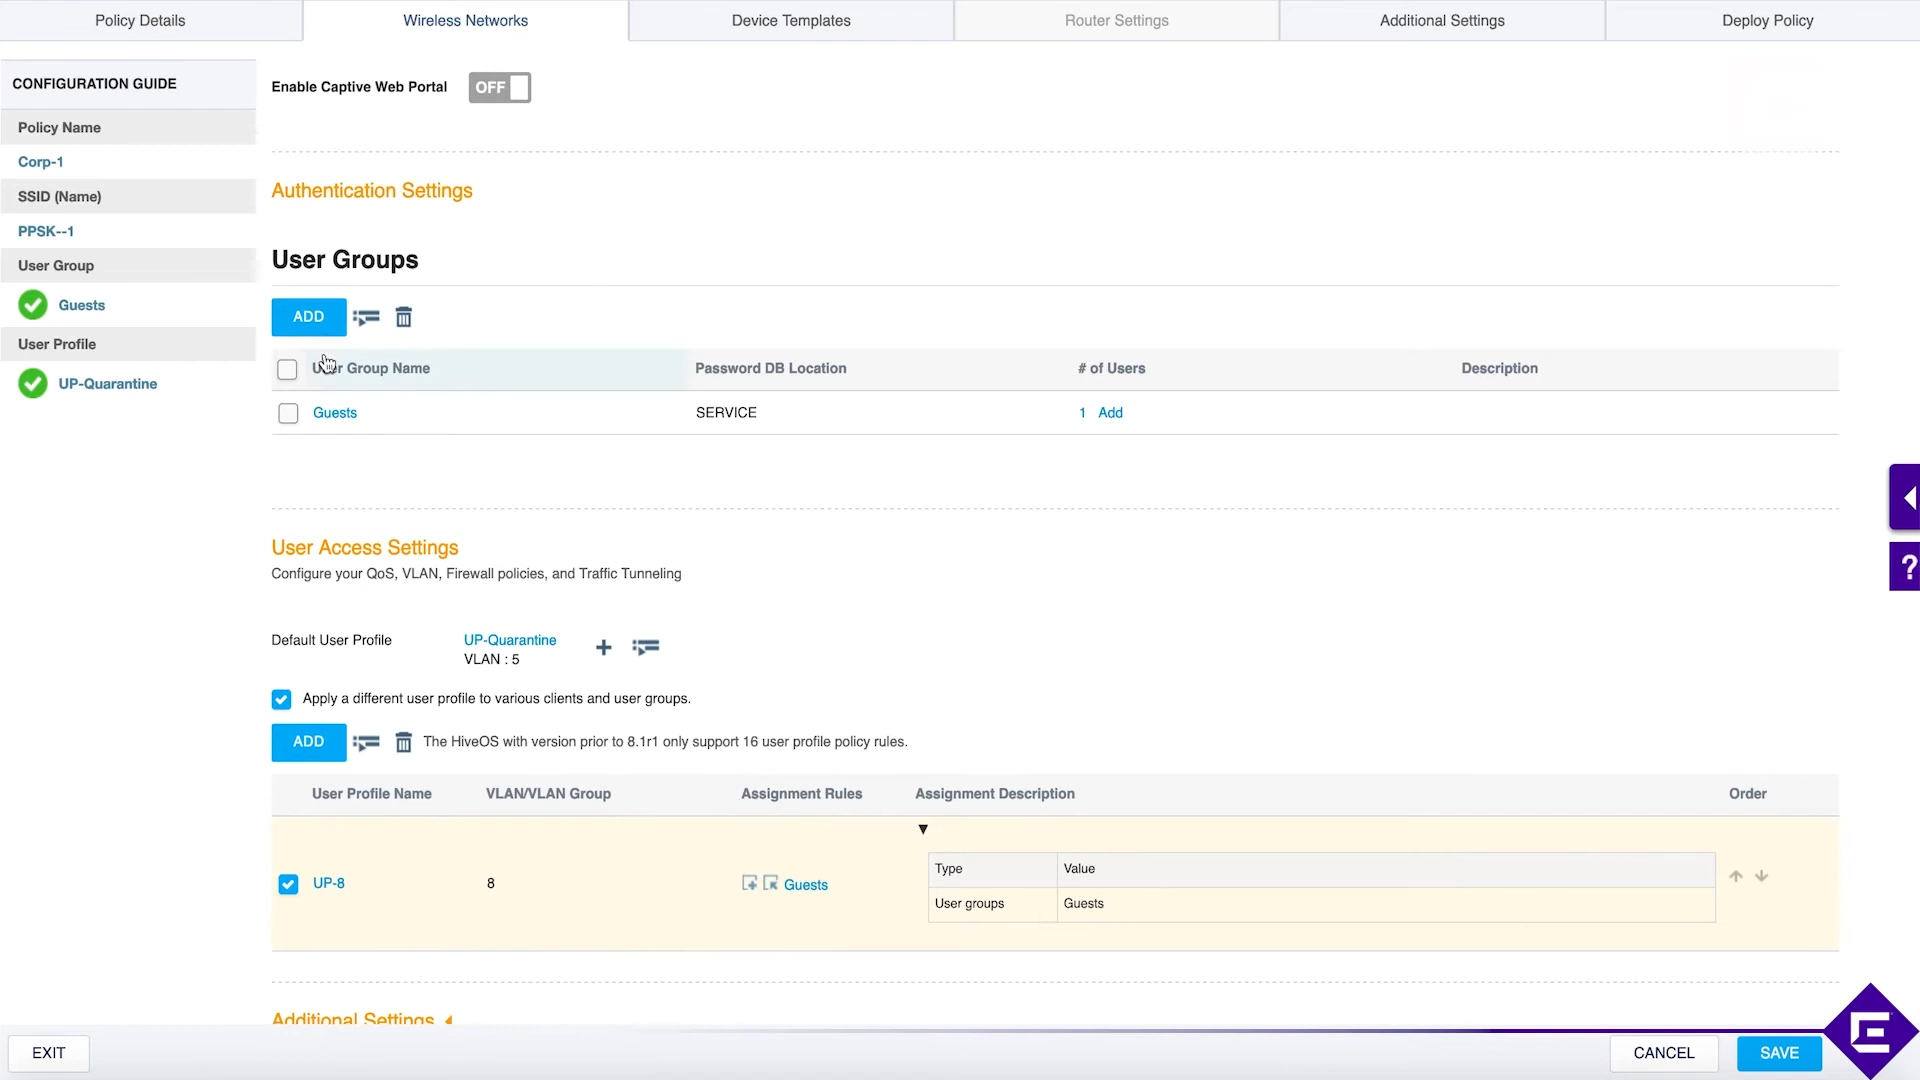 Policy Details
Wireless Networks
Device Templates
Router Settings
Additional Settings
Deploy Policy
CONFIGURATION GUIDE
Policy Name
Corp-1
SSID (Name)
PPSK--1
User Group
Guests
User Profile
UP-Quarantine
Enable Captive Web Portal OFF
Authentication Settings
User Groups
ADD
User Group Name Password DB Location # of Users Description
Guests SERVICE 1 Add
User Access Settings
Configure your QoS, VLAN, Firewall policies, and Traffic Tunneling
Default User Profile UP-Quarantine
VLAN : 5
Apply a different user profile to various clients and user groups.
ADD The HiveOS with version prior to 8.1r1 only support 16 user profile policy rules.
User Profile Name VLAN/VLAN Group Assignment Rules Assignment Description Order
Type Value
UP-8 8 Guests
User groups Guests
Additional Settings
?
EXIT
CANCEL
SAVE